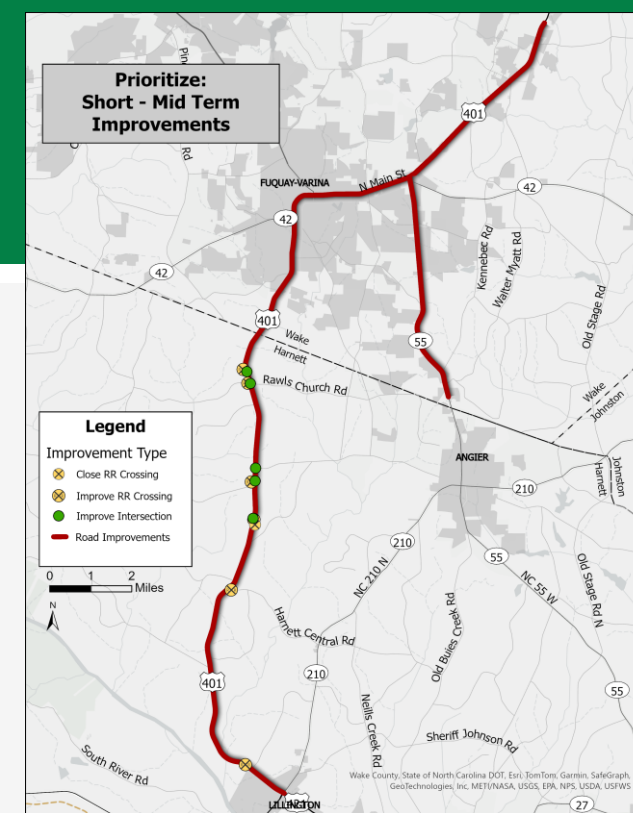 Prioritize:
Short - Mid Term
Improvements
401
FUQUAY-VARINA
N Main St
42
42
42
Kennebec Rd
Walter Myatt Rd
Old Stage Rd
401
Wake
Harnett
55
Rawls Church Rd
Wake
Johnston
Legend
Improvement Type
Close RR Crossing
Improve RR Crossing
Improve Intersection
Road Improvements
0 1 2
Miles
N
ANGIER
210
Johnston
Harnett
210
55
NC 210 N
NC 55 W
Old Stage Rd N
Harnett Central Rd
Old Buies Creek Rd
401
210
55
Neills Creek Rd
Sheriff Johnson Rd
South River Rd
Wake County, State of North Carolina DOT, Esri, TomTom, Garmin, SafeGraph,
GeoTechnologies, Inc, METI/NASA, USGS, EPA, NPS, USDA, USFWS
LILLINGTON
27